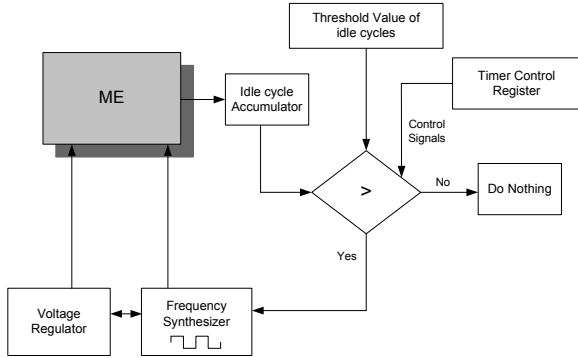 Threshold Value of
idle cycles
ME
Idle cycle
Accumulator
Timer Control
Register
Control
Signals
>
No
Do Nothing
Yes
Voltage
Regulator
Frequency
Synthesizer